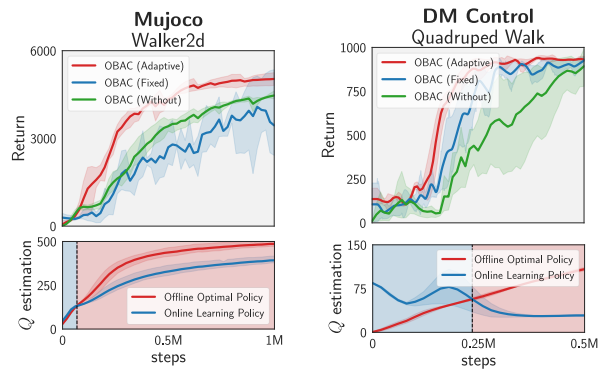 Mujoco
Walker2d
6000
3000
0
Return
OBAC (Adaptive)
OBAC (Fixed)
OBAC (Without)
500
250
0
Q estimation
Offline Optimal Policy
Online Learning Policy
0
0.5M
1M
steps
DM Control
Quadruped Walk
1000
750
500
250
0
Return
OBAC (Adaptive)
OBAC (Fixed)
OBAC (Without)
150
75
0
Q estimation
Offline Optimal Policy
Online Learning Policy
0
0.25M
0.5M
steps